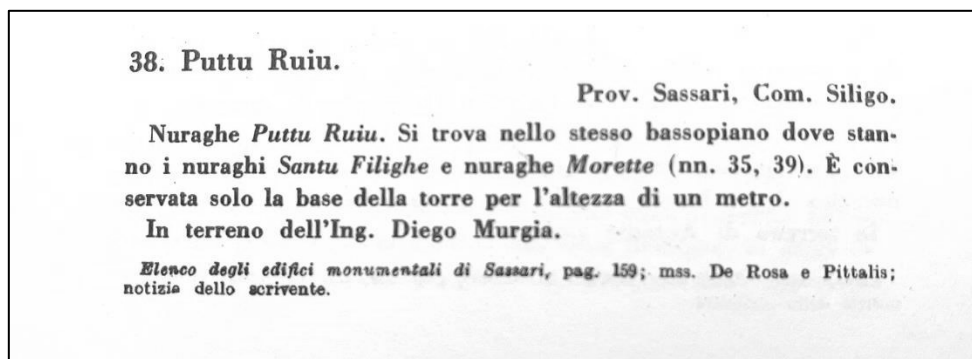 38. Puttu Ruiu.
Prov. Sassari, Com. Siligo.
Nuraghe Puttu Ruiu. Si trova nello stesso bassopiano dove stan-
no i nuraghi Santu Filighe e nuraghe Morette (nn. 35, 39). È con-
servata solo la base della torre per l'altezza di un metro.
In terreno dell'Ing. Diego Murgia.
Elenco degli edifici monumentali di Sassari, pag. 159; mss. De Rosa e Pittalis;
notizie dello scrivente.